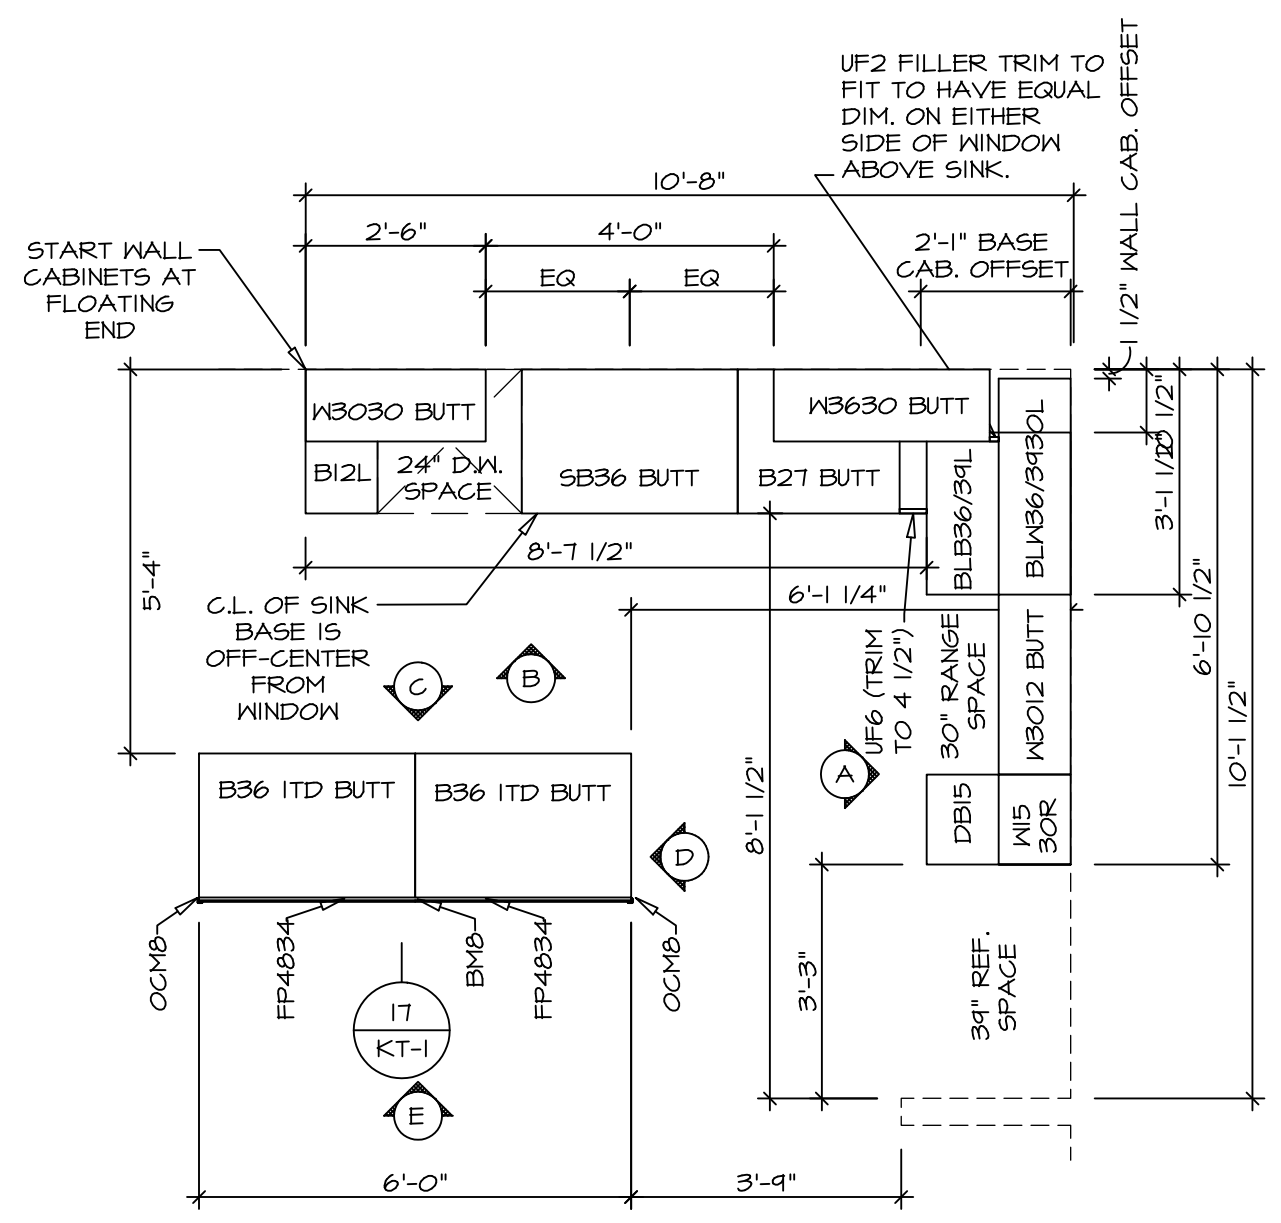 UF2 FILLER TRIM TO
FIT TO HAVE EQUAL
DIM. ON EITHER
SIDE OF WINDOW
ABOVE SINK.
1 1/2" WALL CAB. OFFSET
10'-8"
2'-6"
4'-0"
2'-1" BASE
CAB. OFFSET
EQ
EQ
START WALL
CABINETS AT
FLOATING
END
W3030 BUTT
W3630 BUTT
B12L
24" D.W.
SPACE
SB36 BUTT
B27 BUTT
BLB36/39L
BLW36/3930L
10 1/2"
3'-1 1/2"
8'-7 1/2"
5'-4"
6'-1 1/4"
C.L. OF SINK
BASE IS
OFF-CENTER
FROM
WINDOW
UF6 (TRIM
TO 4 1/2")
30" RANGE
SPACE
W3012 BUTT
6'-10 1/2"
10'-1 1/2"
C
B
A
D
B36 1TD BUTT
B36 1TD BUTT
8'-1 1/2"
DB15
W15
30R
OCM8
FP4834
BM8
FP4834
OCM8
3'-3"
39" REF.
SPACE
17
KT-1
E
6'-0"
3'-9"